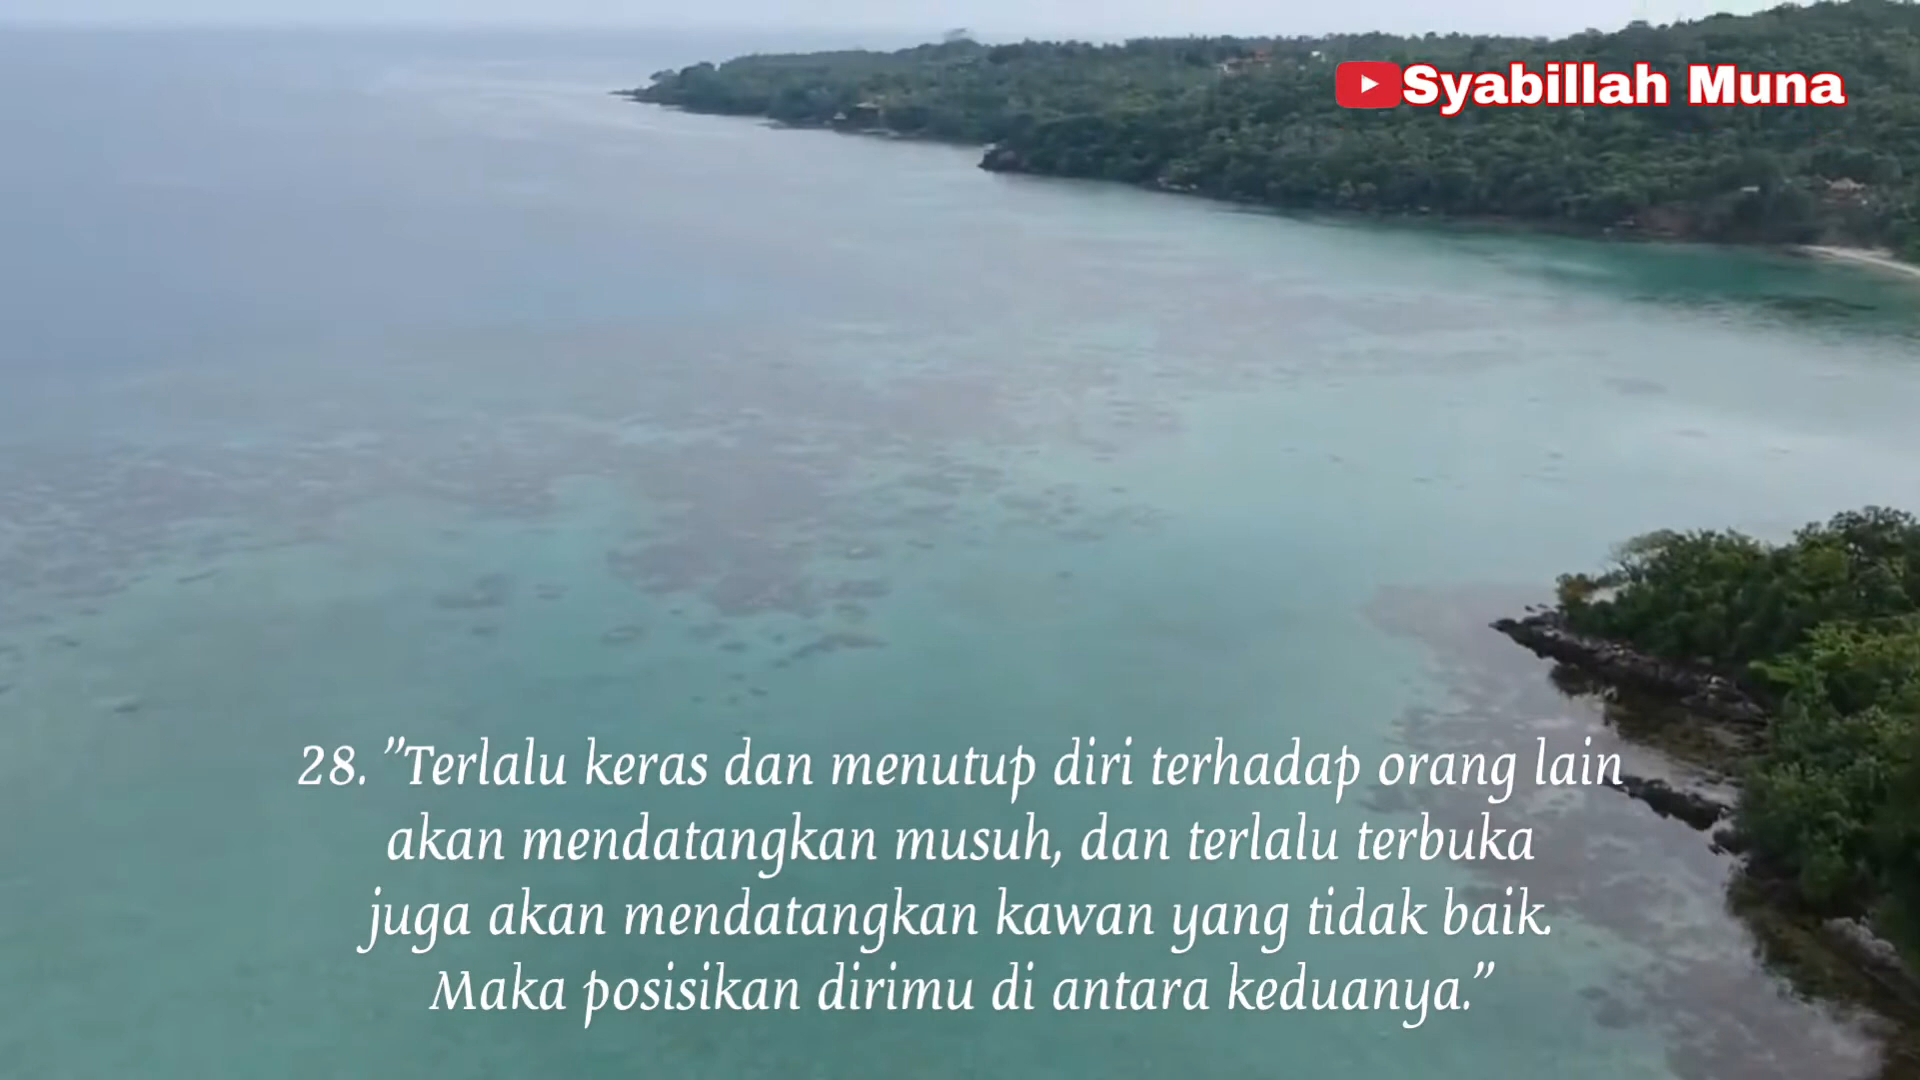 Syabillah Muna
28. "Terlalu keras dan menutup diri terhadap orang lain
akan mendatangkan musuh, dan terlalu terbuka
juga akan mendatangkan kawan yang tidak baik.
Maka posisikan dirimu di antara keduanya."